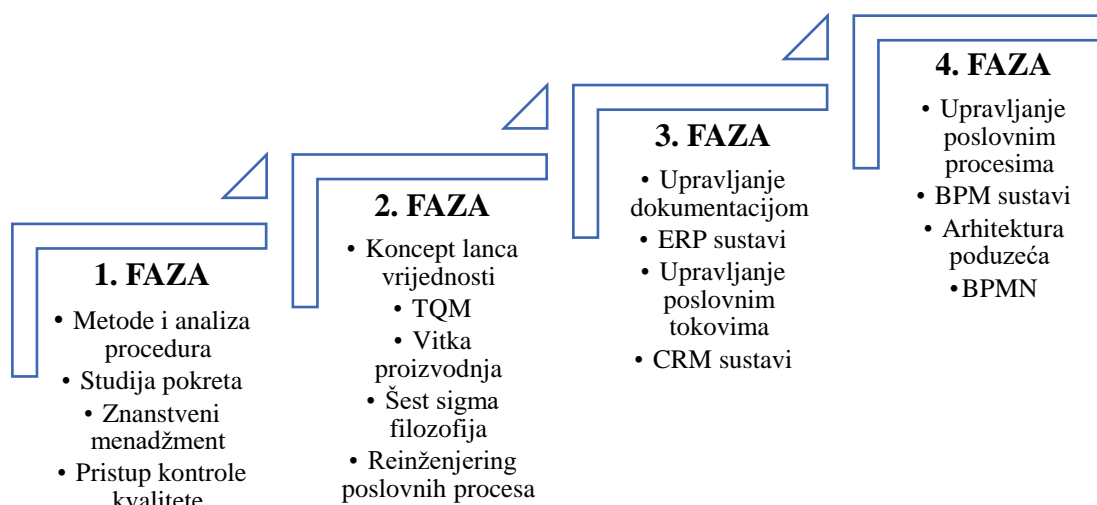 1. FAZA
• Metode i analiza
procedura
• Studija pokreta
• Znanstveni
menadžment
• Pristup kontrole
kvalitete
2. FAZA
• Koncept lanca
vrijednosti
• TQM
• Vitka
proizvodnja
• Šest sigma
filozofija
• Reinženjering
poslovnih procesa
3. FAZA
• Upravljanje
dokumentacijom
• ERP sustavi
• Upravljanje
poslovnim
tokovima
• CRM sustavi
4. FAZA
• Upravljanje
poslovnim
procesima
• BPM sustavi
• Arhitektura
poduzeća
•BPMN